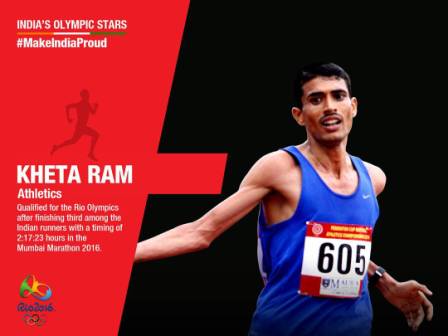 INDIA'S OLYMPIC STARS
#MakeIndiaProud
KHETA RAM
Athletics
Qualified for the Rio Olympics
after finishing third among the
Indian runners with a timing of
2:17:23 hours in the
Mumbai Marathon 2016.
Rio2016
605